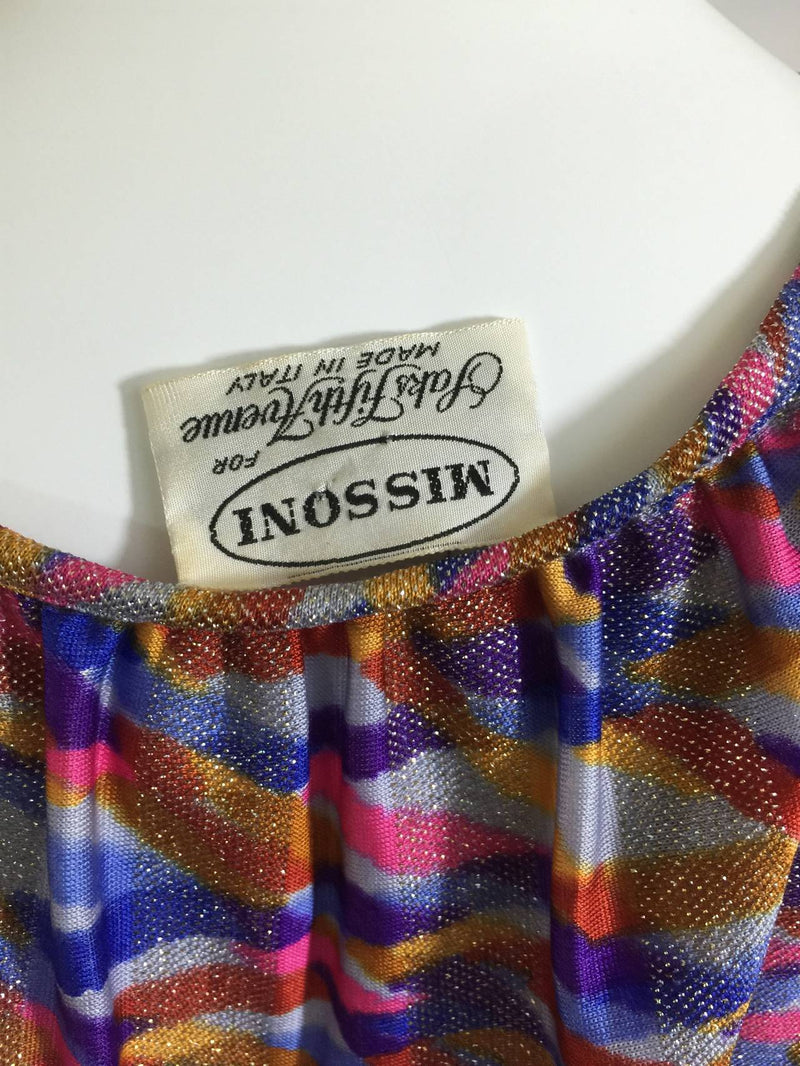 MISSONI
FOR
Saks Fifth Avenue
MADE IN ITALY